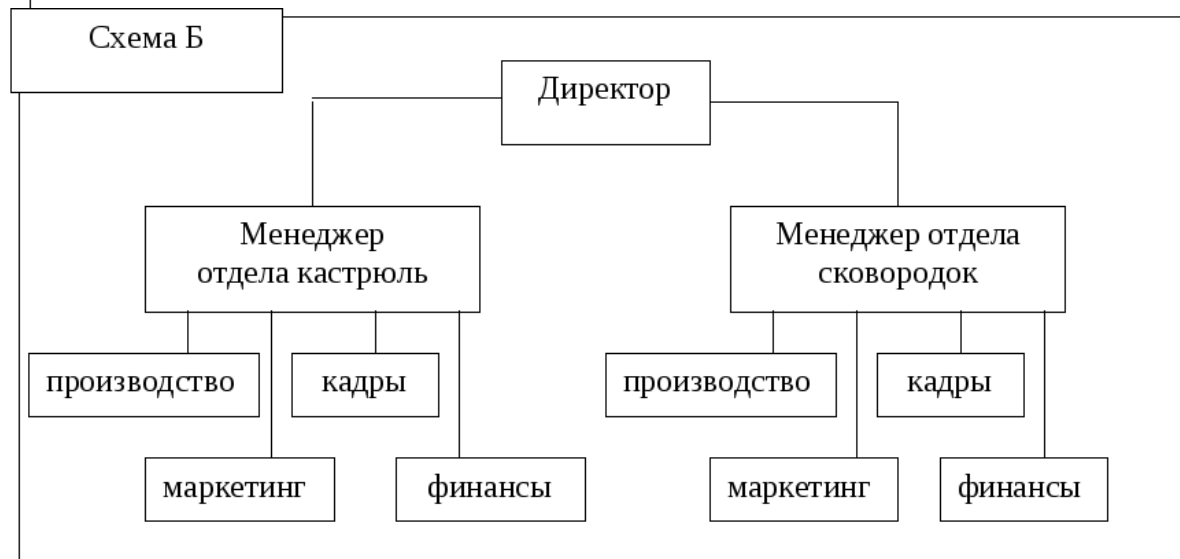 Схема Б
Директор
Менеджер
отдела кастрюль
Менеджер отдела
сковородок
производство
кадры
маркетинг
финансы
производство
кадры
маркетинг
финансы